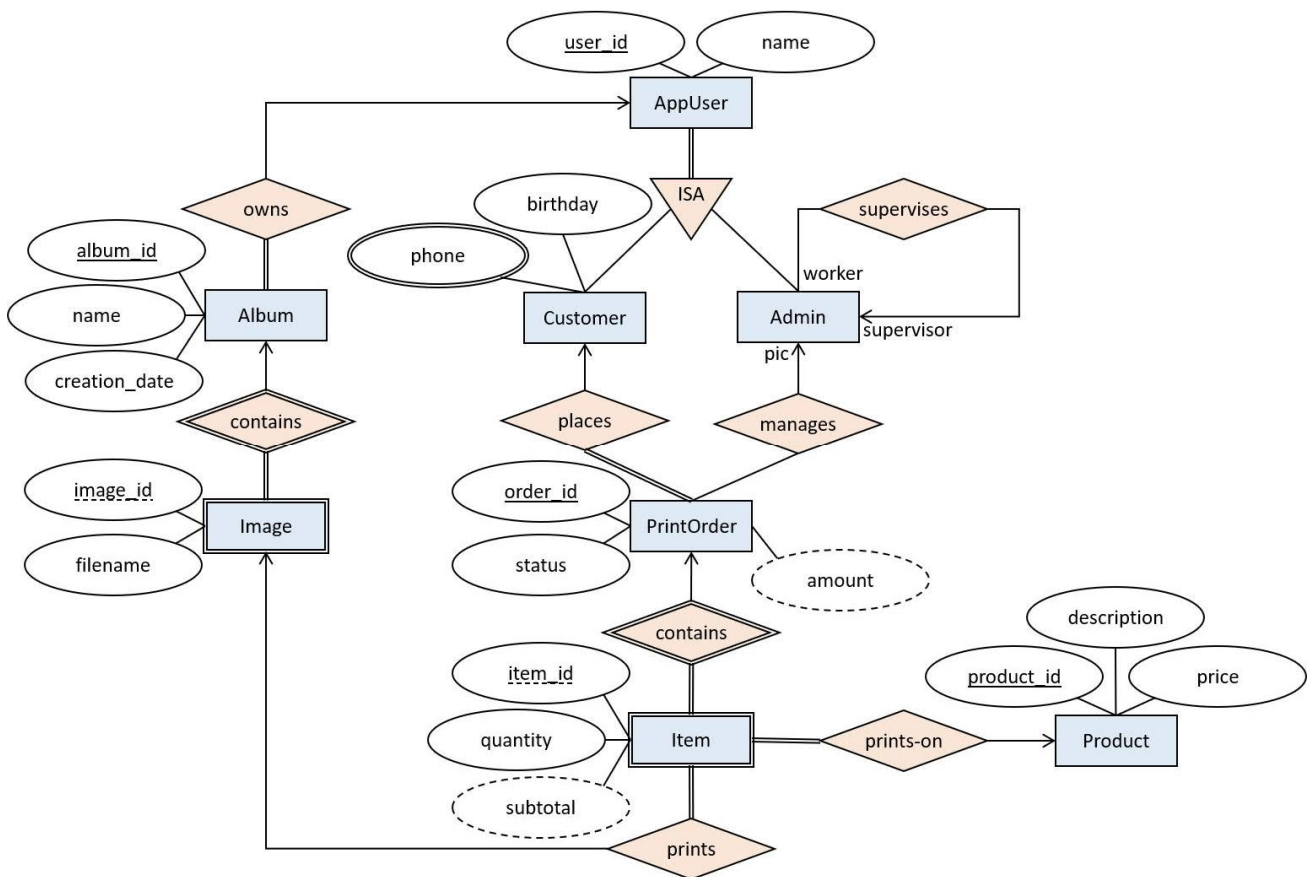 user_id
name
AppUser
ISA
owns
birthday
supervises
phone
album_id
worker
name
Album
Customer
Admin
supervisor
pic
creation_date
contains
places
manages
image_id
order_id
Image
PrintOrder
filename
status
amount
contains
description
item_id
product_id
price
quantity
Item
prints-on
Product
subtotal
prints